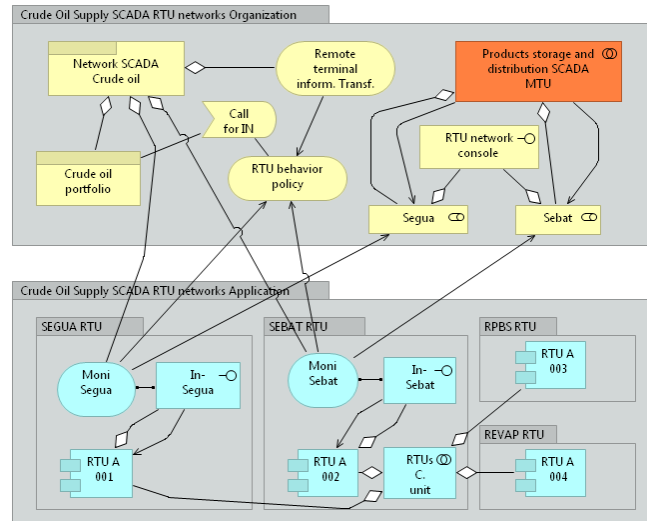 Crude Oil Supply SCADA RTU networks Organization
Network SCADA
Crude oil
Remote
terminal
inform. Transf.
Products storage and
distribution SCADA
MTU
Call
for IN
RTU network
console
Crude oil
portfolio
RTU behavior
policy
Segua
Sebat
Crude Oil Supply SCADA RTU networks Application
SEGUA RTU
SEBAT RTU
RPBS RTU
Moni
Segua
In-
Segua
Moni
Sebat
In-
Sebat
RTU A
003
REVAP RTU
RTU A
001
RTU A
002
RTUs
C.
unit
RTU A
004